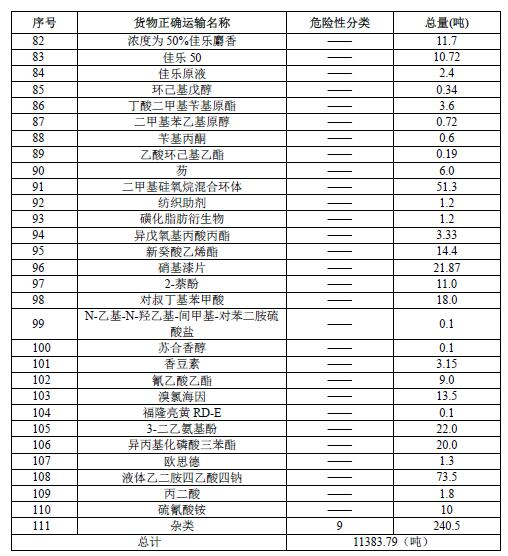 序号 货物正确运输名称 危险性分类 总量(吨)
82 浓度为 50%佳乐麝香 —— 11.7
83 佳乐 50 —— 10.72
84 佳乐原液 —— 2.4
85 环己基戊醇 —— 0.34
86 丁酸二甲基苄基原酯 —— 3.6
87 二甲基苯乙基原醇 —— 0.72
88 苄基丙酮 —— 0.6
89 乙酸环己基乙酯 —— 0.19
90 芴 —— 6.0
91 二甲基硅氧烷混合环体 —— 51.3
92 纺织助剂 —— 1.2
93 磺化脂肪衍生物 —— 1.2
94 异戊氧基丙酸丙酯 —— 3.33
95 新癸酸乙烯酯 —— 14.4
96 硝基漆片 —— 21.87
97 2-萘酚 —— 11.0
98 对叔丁基苯甲酸 —— 18.0
99 N-乙基-N-羟乙基-间甲基-对苯二胺硫 —— 0.1
酸盐
100 苏合香醇 —— 0.1
101 香豆素 —— 3.15
102 氰乙酸乙酯 —— 9.0
103 溴氯海因 —— 13.5
104 福隆亮黄 RD-E —— 0.1
105 3-二乙氨基酚 —— 22.0
106 异丙基化磷酸三苯酯 —— 20.0
107 欧思德 —— 1.3
108 液体乙二胺四乙酸四钠 —— 73.5
109 丙二酸 —— 1.8
110 硫氰酸铵 —— 10
111 杂类 9 240.5
总计 11383.79（吨）